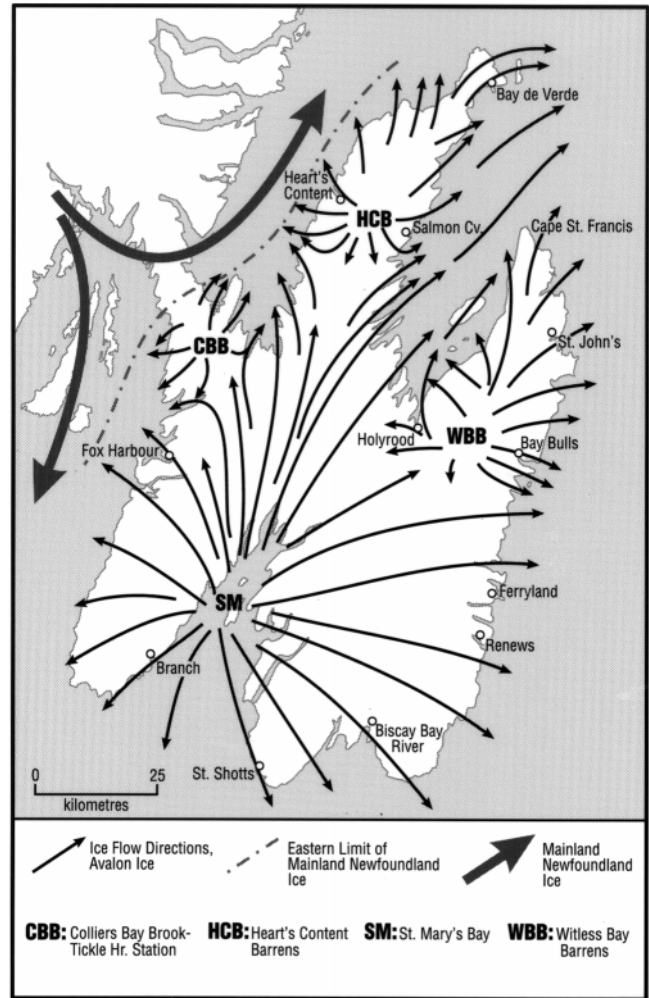 Bay de Verde
Heart's
Content
HCB
Salmon Cv.
Cape St. Francis
CBB
St. John's
Holyrood
WBB
Bay Bulls
Fox Harbour
SM
Ferryland
Renews
Branch
Biscay Bay
River
St. Shotts
0 25
kilometres
Ice Flow Directions,
Avalon Ice
Eastern Limit of
Mainland Newfoundland
Ice
Mainland
Newfoundland
Ice
CBB: Colliers Bay Brook-
Tickle Hr. Station
HCB: Heart's Content
Barrens
SM: St. Mary's Bay
WBB: Witless Bay
Barrens